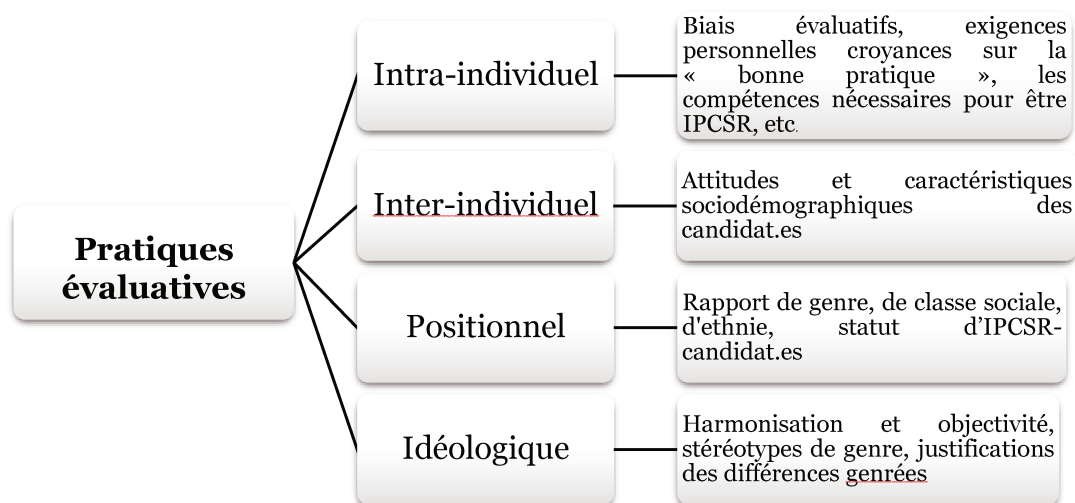 Pratiques
évaluatives
Intra-individuel
Biais évaluatifs, exigences
personnelles croyances sur la
« bonne pratique », les
compétences nécessaires pour être
IPCSR, etc.
Inter-individuel
Attitudes et caractéristiques
sociodémographiques des
candidat.es
Positionnel
Rapport de genre, de classe sociale,
d'ethnie, statut d’IPCSR-
candidat.es
Idéologique
Harmonisation et objectivité,
stéréotypes de genre, justifications
des différences genrées